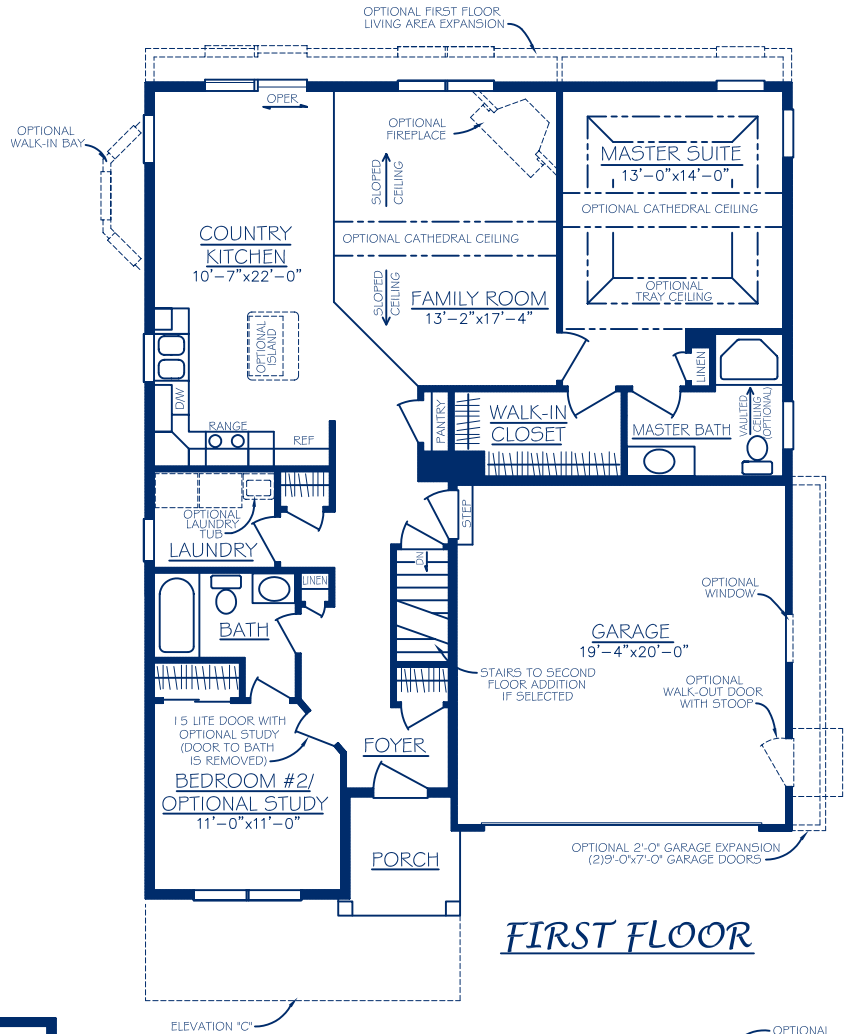 OPTIONAL FIRST FLOOR
LIVING AREA EXPANSION
OPER
OPTIONAL
WALK-IN BAY
OPTIONAL
FIREPLACE
SLOPED
CEILING
MASTER SUITE
13'-0"x14'-0"
OPTIONAL CATHEDRAL CEILING
COUNTRY
KITCHEN
10'-7"x22'-0"
OPTIONAL CATHEDRAL CEILING
SLOPED
CEILING
FAMILY ROOM
13'-2"x17'-4"
OPTIONAL
TRAY CEILING
OPTIONAL
ISLAND
LINEN
D/W
PANTRY
WALK-IN
CLOSET
MASTER BATH
VAULTED
CEILING
(OPTIONAL)
RANGE
REF
OPTIONAL
LAUNDRY
TUB
LAUNDRY
STEP
DN
LINEN
OPTIONAL
WINDOW
BATH
GARAGE
19'-4"x20'-0"
STAIRS TO SECOND
FLOOR ADDITION
IF SELECTED
OPTIONAL
WALK-OUT DOOR
WITH STOOP
15 LITE DOOR WITH
OPTIONAL STUDY
(DOOR TO BATH
IS REMOVED)
FOYER
BEDROOM #2/
OPTIONAL STUDY
11'-0"x11'-0"
PORCH
OPTIONAL 2'-0" GARAGE EXPANSION
(2)9'-0"x7'-0" GARAGE DOORS
FIRST FLOOR
ELEVATION "C"
OPTIONAL